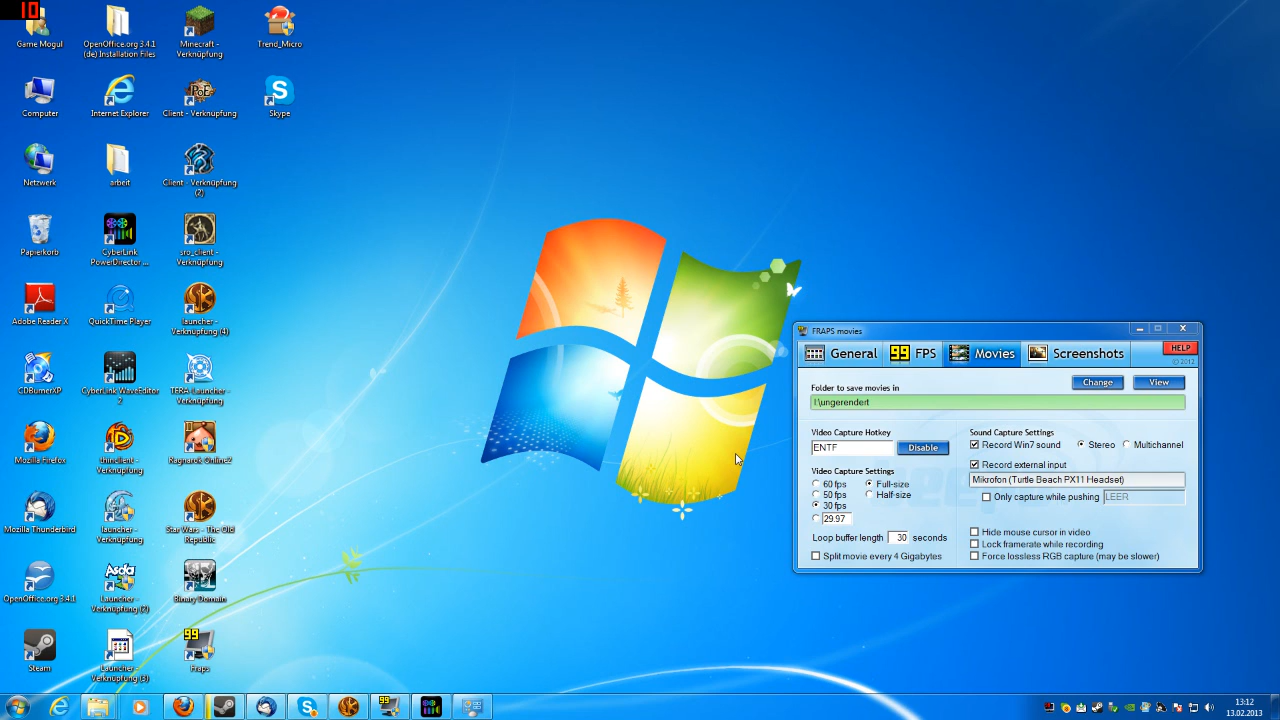 10
Game Mogul
OpenOffice.org 3.4.1
(de) Installation Files
Minecraft -
Verknüpfung
Trend_Micro
Computer
Internet Explorer
Client - Verknüpfung
Skype
Netzwerk
arbeit
Client - Verknüpfung
(2)
Papierkorb
CyberLink
PowerDirector ...
sro_client -
Verknüpfung
Adobe Reader X
QuickTime Player
launcher -
Verknüpfung (4)
CDBurnerXP
CyberLink WaveEditor
2
TERA-Launcher -
Verknüpfung
Mozilla Firefox
thinclient -
Verknüpfung
Ragnarok Online 2
Mozilla Thunderbird
launcher -
Verknüpfung
Star Wars - The Old
Republic
OpenOffice.org 3.4.1
Asda
Launcher -
Verknüpfung (2)
Binary Domain
Steam
Launcher -
Verknüpfung (3)
99
Fraps
FRAPS movies
General
99 FPS
Movies
Screenshots
HELP
© 2012
Folder to save movies in
Change
View
I:\ungerendert
Video Capture Hotkey
ENTF
Disable
Video Capture Settings
60 fps
50 fps
30 fps
29.97
Full-size
Half-size
Loop buffer length 30 seconds
Split movie every 4 Gigabytes
Sound Capture Settings
Record Win7 sound
Stereo
Multichannel
Record external input
Mikrofon (Turtle Beach PX11 Headset)
Only capture while pushing
LEER
Hide mouse cursor in video
Lock framerate while recording
Force lossless RGB capture (may be slower)
99
13:12
13.02.2013